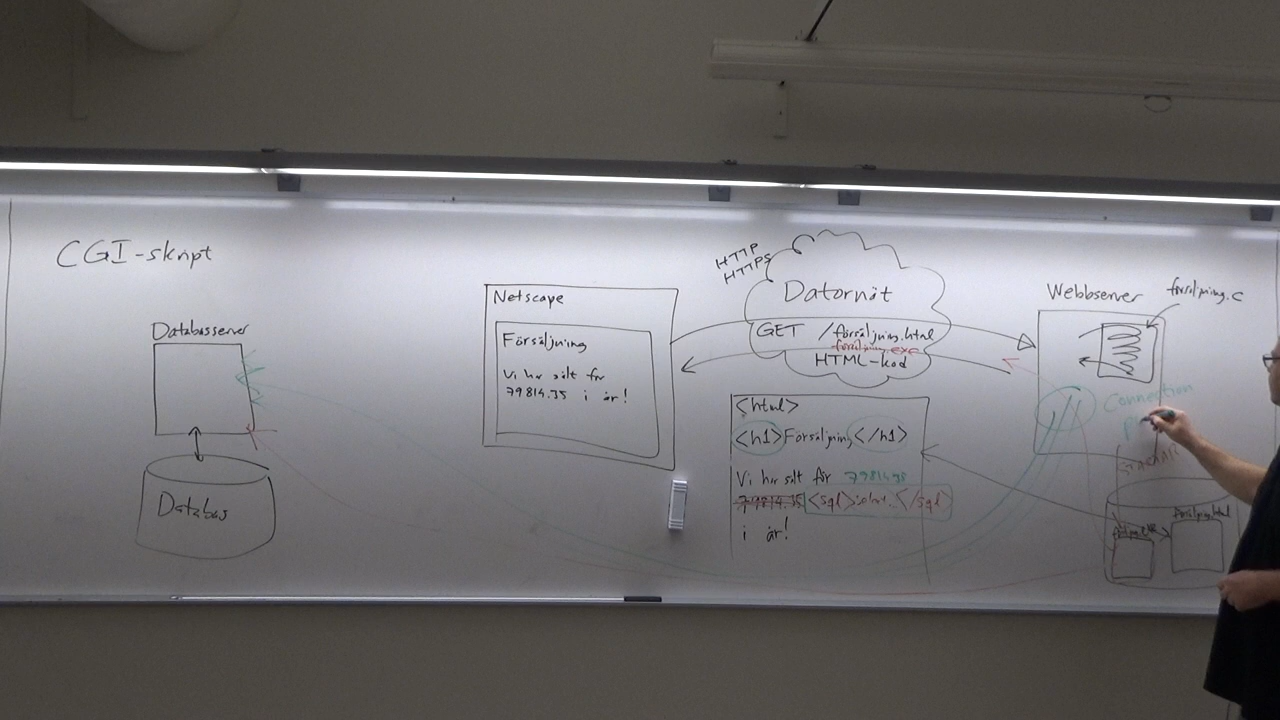 CGI-skript
Databasserver
Databas
Netscape
Försäljning
Vi har sålt för
79814.35 i år!
HTTP
HTTPS
Datornät
GET /försäljning.html
försäljning.exe
HTML-kod
<html>
<h1>Försäljning</h1>
Vi har sålt för 79814.35
79814.35 <sql>select..</sql>
i år!
Webbserver
försäljning.c
Connection
p
försäljning.html